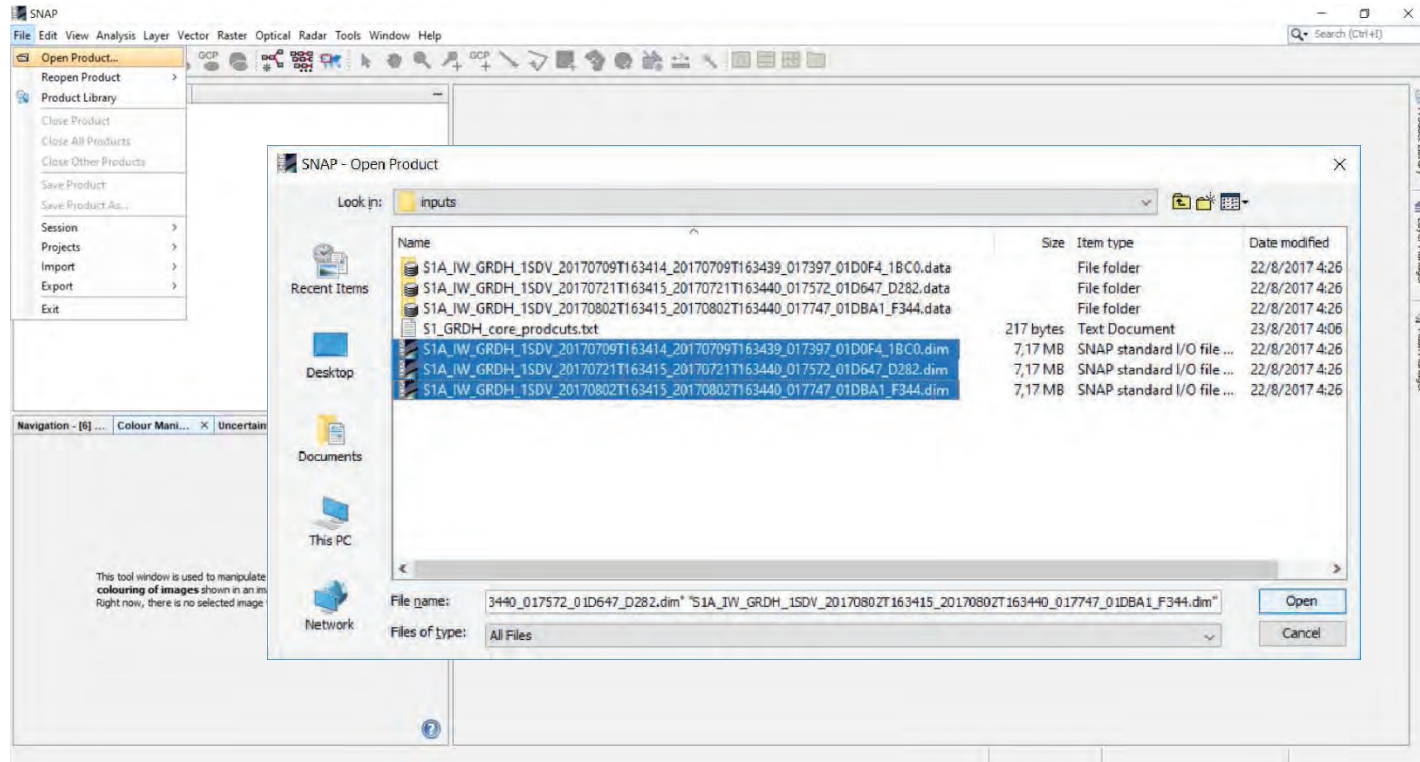 SNAP
File Edit View Analysis Layer Vector Raster Optical Radar Tools Window Help
Search (Ctrl+I)
Open Product...
Reopen Product
Product Library
Close Product
Close All Products
Close Other Products
Save Product
Save Product As...
Session
Projects
Import
Export
Exit
GCP
GCP
SNAP - Open Product
Look in: inputs
Name Size Item type Date modified
S1A_IW_GRDH_1SDV_20170709T163414_20170709T163439_017397_01D0F4_1BC0.data File folder 22/8/2017 4:26
S1A_IW_GRDH_1SDV_20170721T163415_20170721T163440_017572_01D647_D282.data File folder 22/8/2017 4:26
S1A_IW_GRDH_1SDV_20170802T163415_20170802T163440_017747_01DBA1_F344.data File folder 22/8/2017 4:26
S1_GRDH_core_prodcuts.txt 217 bytes Text Document 23/8/2017 4:06
S1A_IW_GRDH_1SDV_20170709T163414_20170709T163439_017397_01D0F4_1BC0.dim 7,17 MB SNAP standard I/O file ... 22/8/2017 4:26
S1A_IW_GRDH_1SDV_20170721T163415_20170721T163440_017572_01D647_D282.dim 7,17 MB SNAP standard I/O file ... 22/8/2017 4:26
S1A_IW_GRDH_1SDV_20170802T163415_20170802T163440_017747_01DBA1_F344.dim 7,17 MB SNAP standard I/O file ... 22/8/2017 4:26
Recent Items
Desktop
Documents
This PC
Network
File name: 3440_017572_01D647_D282.dim" "S1A_IW_GRDH_1SDV_20170802T163415_20170802T163440_017747_01DBA1_F344.dim" Open
Files of type: All Files Cancel
Navigation - [6] ... Colour Mani... Uncertain
This tool window is used to manipulate
colouring of images shown in an im
Right now, there is no selected image